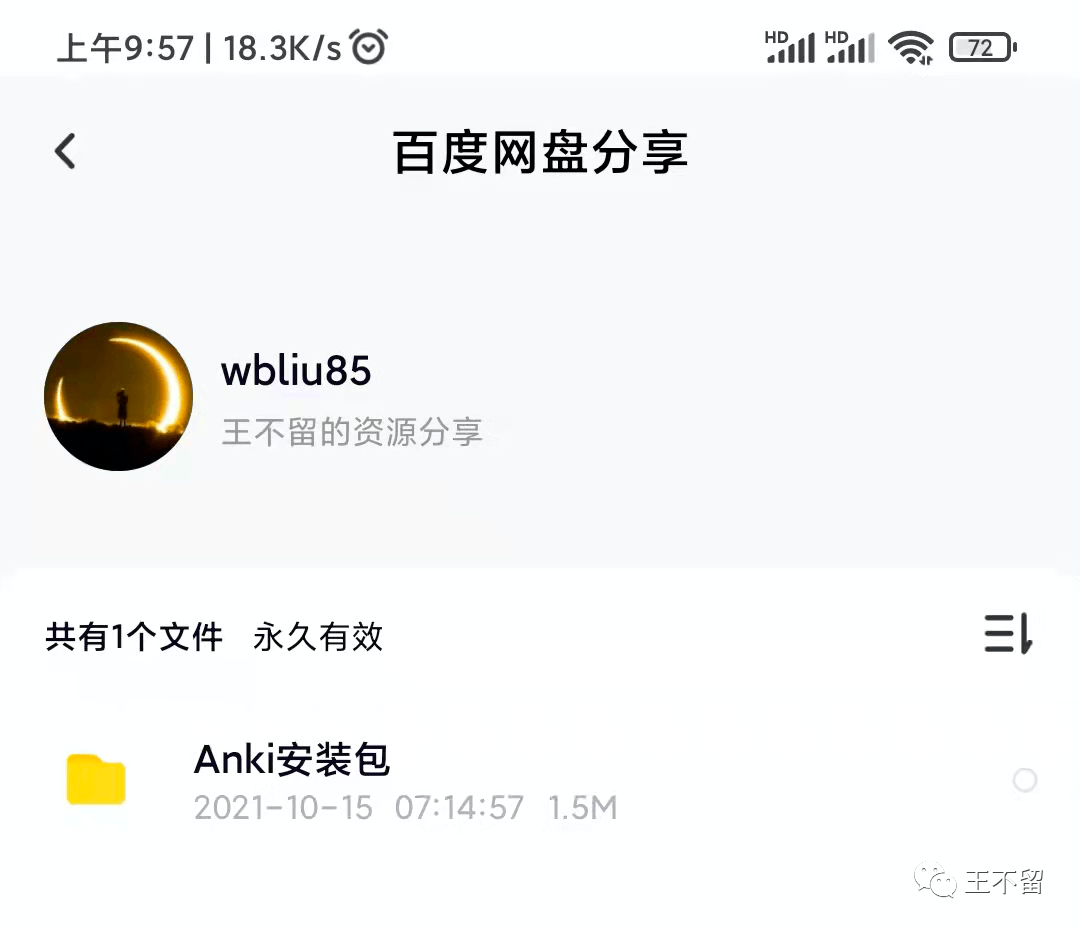 上午9:57 | 18.3K/s HD HD 72
百度网盘分享
wbliu85
王不留的资源分享
共有1个文件 永久有效
Anki安装包
2021-10-15 07:14:57 1.5M
王不留